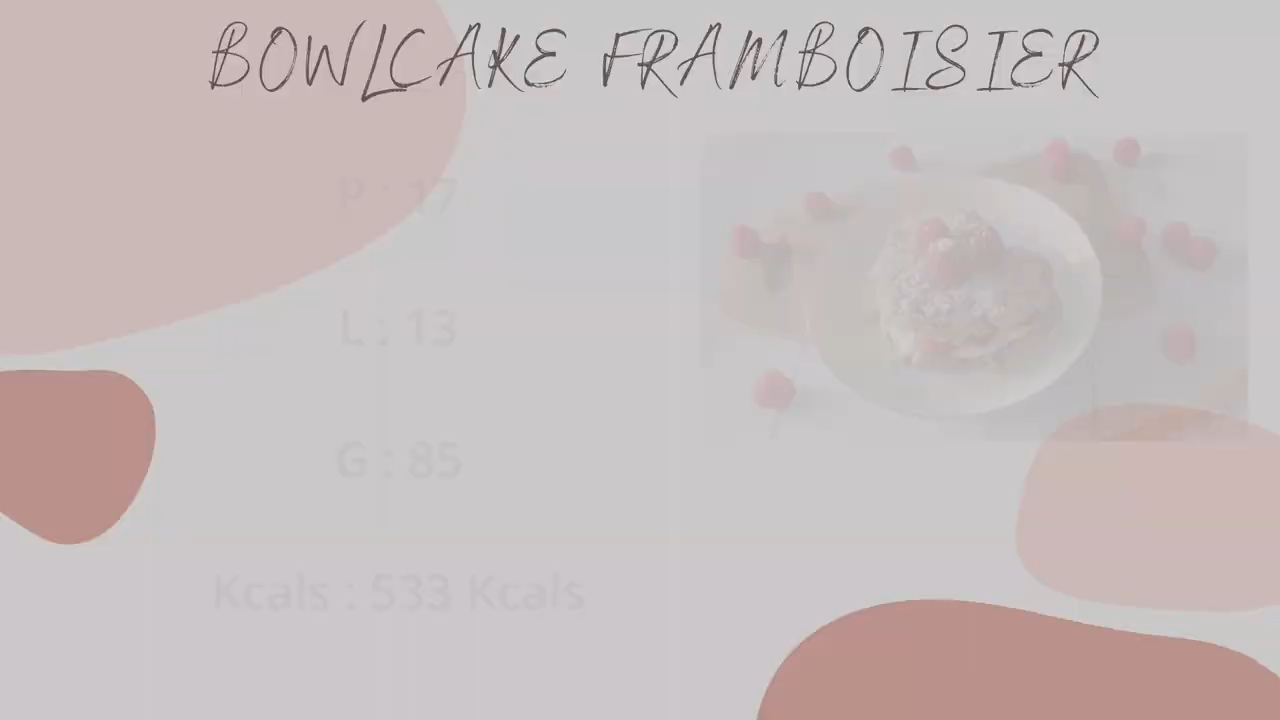 BOWLCAKE FRAMBOISIER
P : 17
L : 13
G : 85
Kcals : 533 Kcals